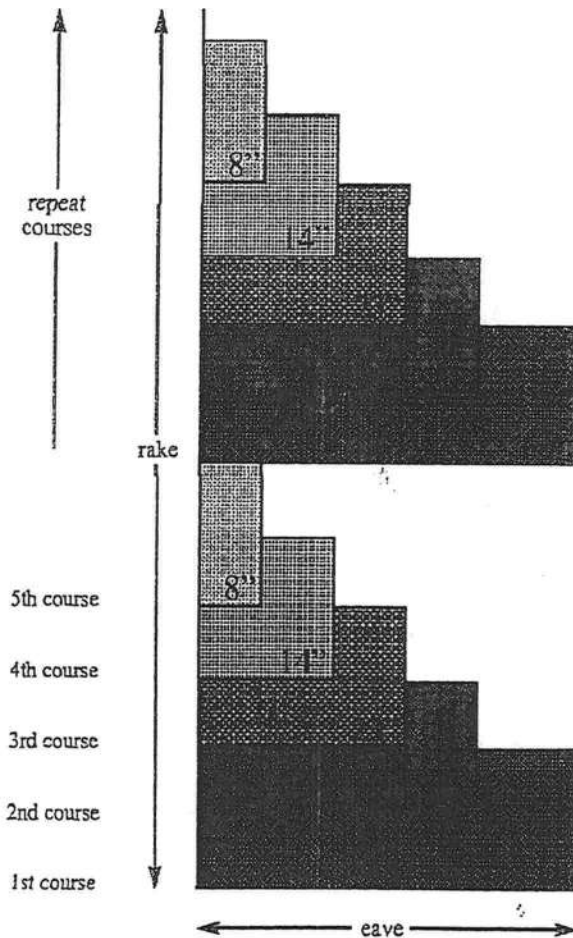 8"
14"
repeat
courses
rake
8"
5th course
14"
4th course
3rd course
2nd course
1st course
eave